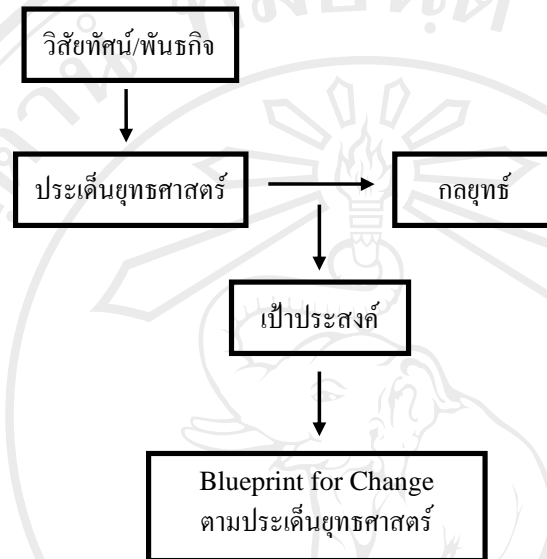 วิสัยทัศน์/พันธกิจ
ประเด็นยุทธศาสตร์
กลยุทธ์
เป้าประสงค์
Blueprint for Change
ตามประเด็นยุทธศาสตร์